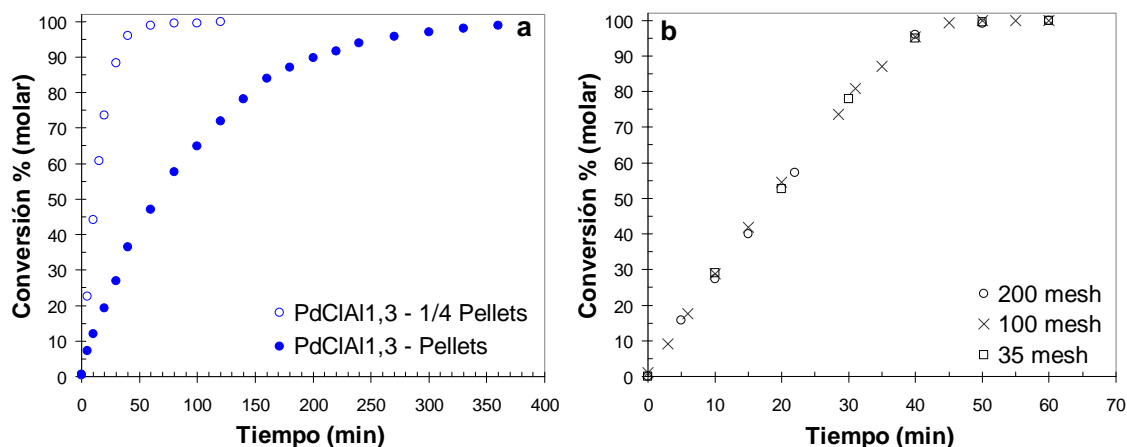 a
100
90
80
70
60
50
40
30
20
10
0
Conversión % (molar)
PdClAl1,3 - 1/4 Pellets
PdClAl1,3 - Pellets
0 50 100 150 200 250 300 350 400
Tiempo (min)
b
100
90
80
70
60
50
40
30
20
10
0
Conversión % (molar)
200 mesh
100 mesh
35 mesh
0 10 20 30 40 50 60 70
Tiempo (min)